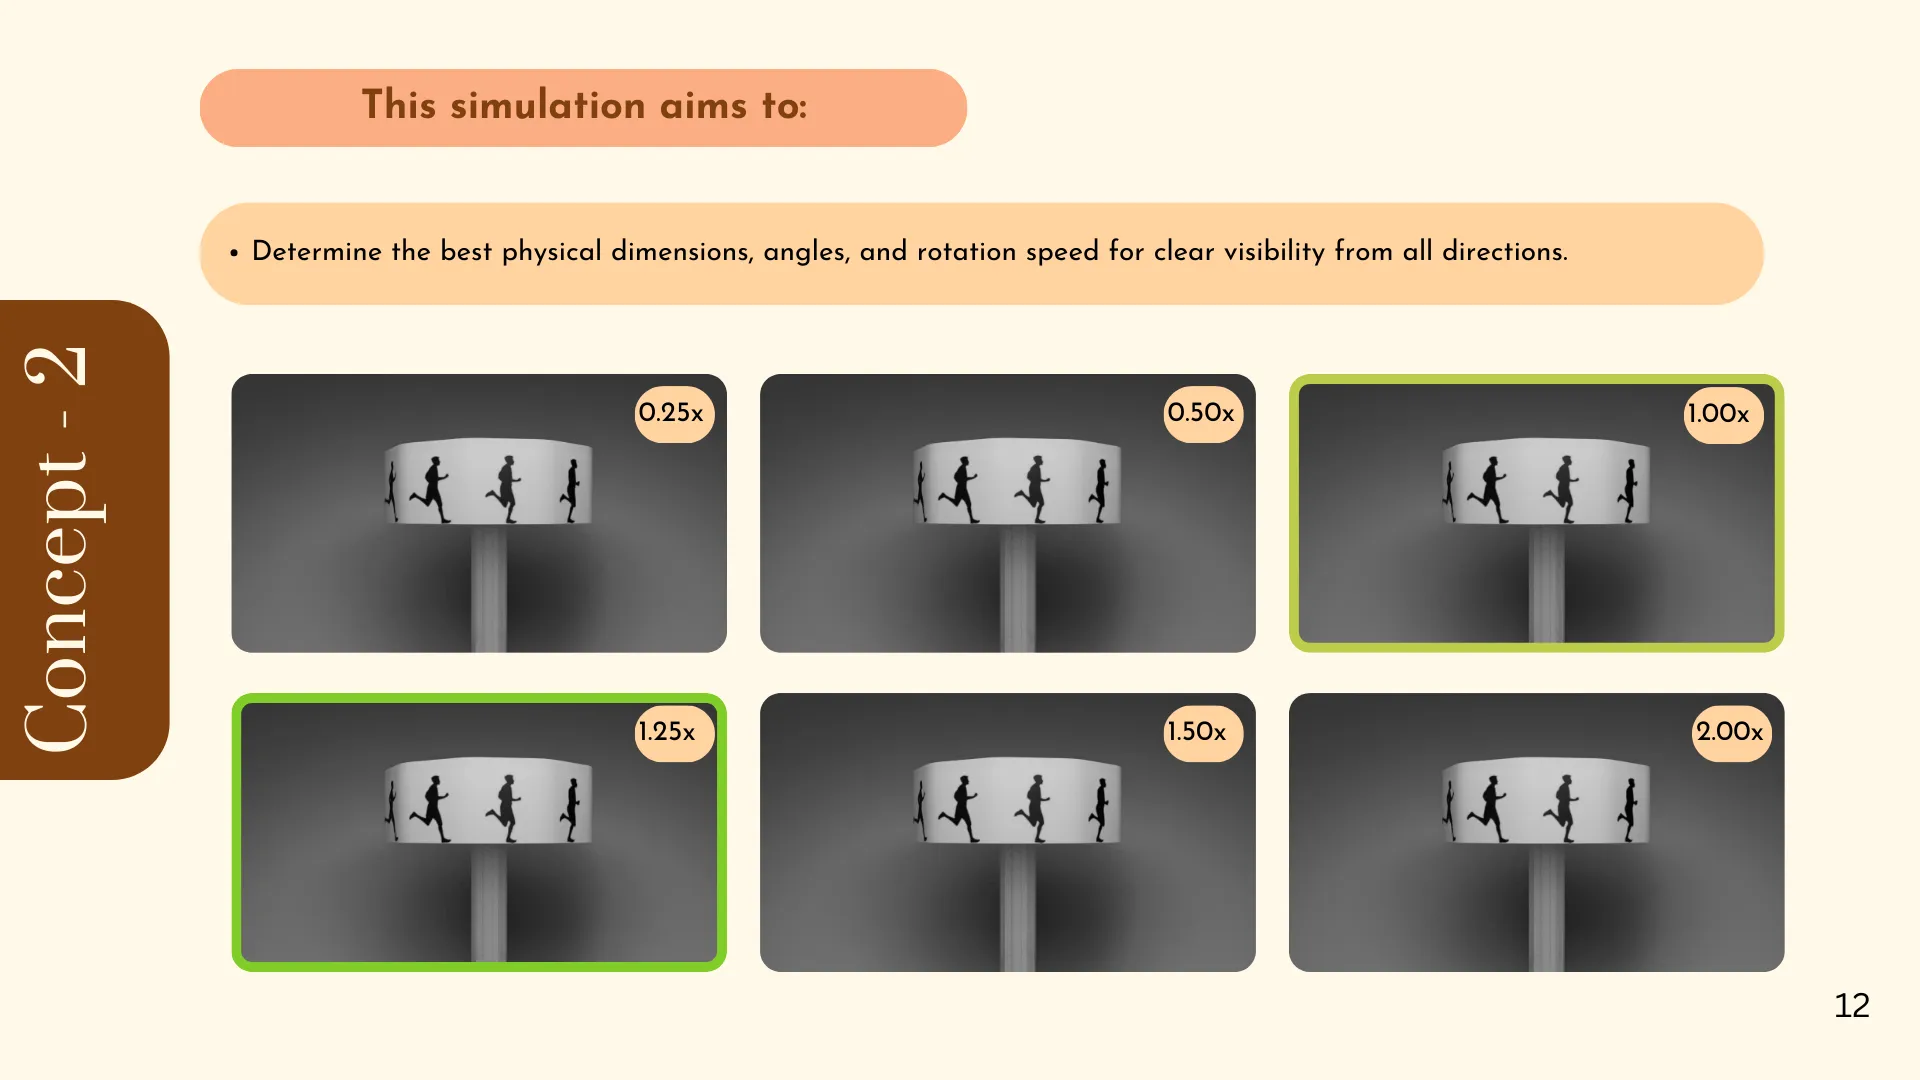 This simulation aims to:
• Determine the best physical dimensions, angles, and rotation speed for clear visibility from all directions.
Concept - 2
0.25x
0.50x
1.00x
1.25x
1.50x
2.00x
12